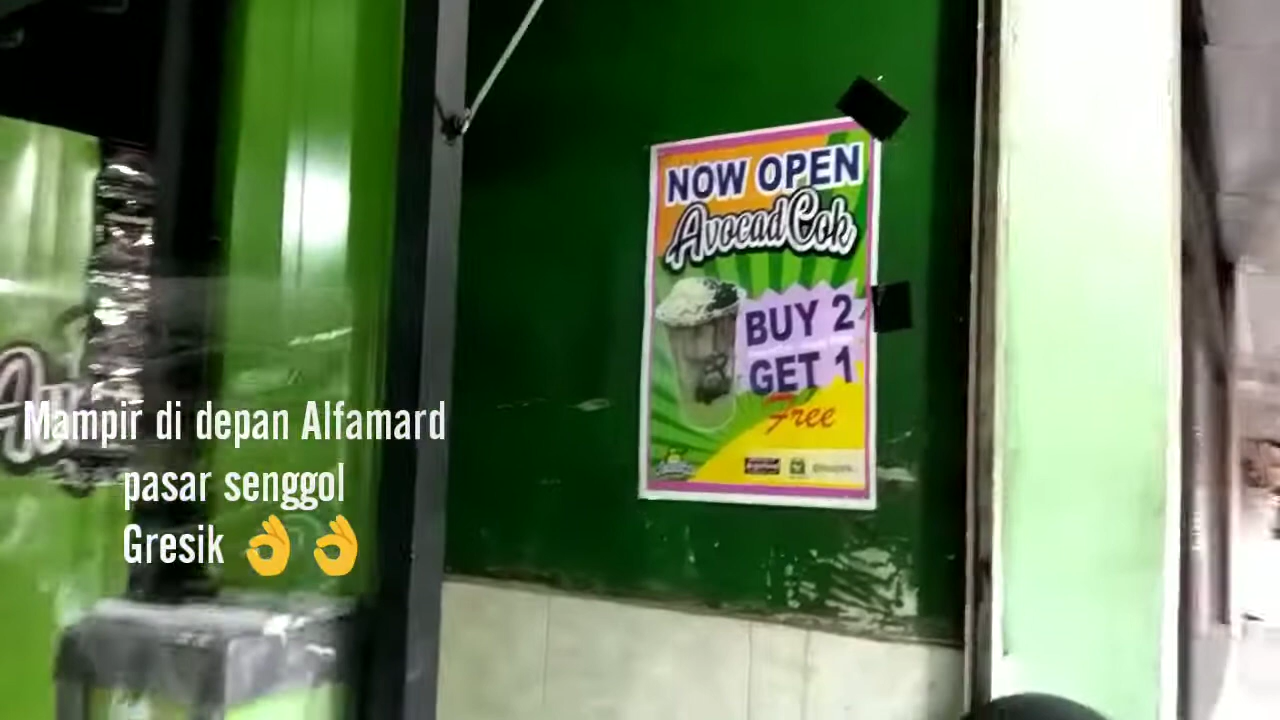 NOW OPEN
AvocadCok
BUY 2
GET 1
Free
Mampir di depan Alfamard
pasar senggol
Gresik 👌👌